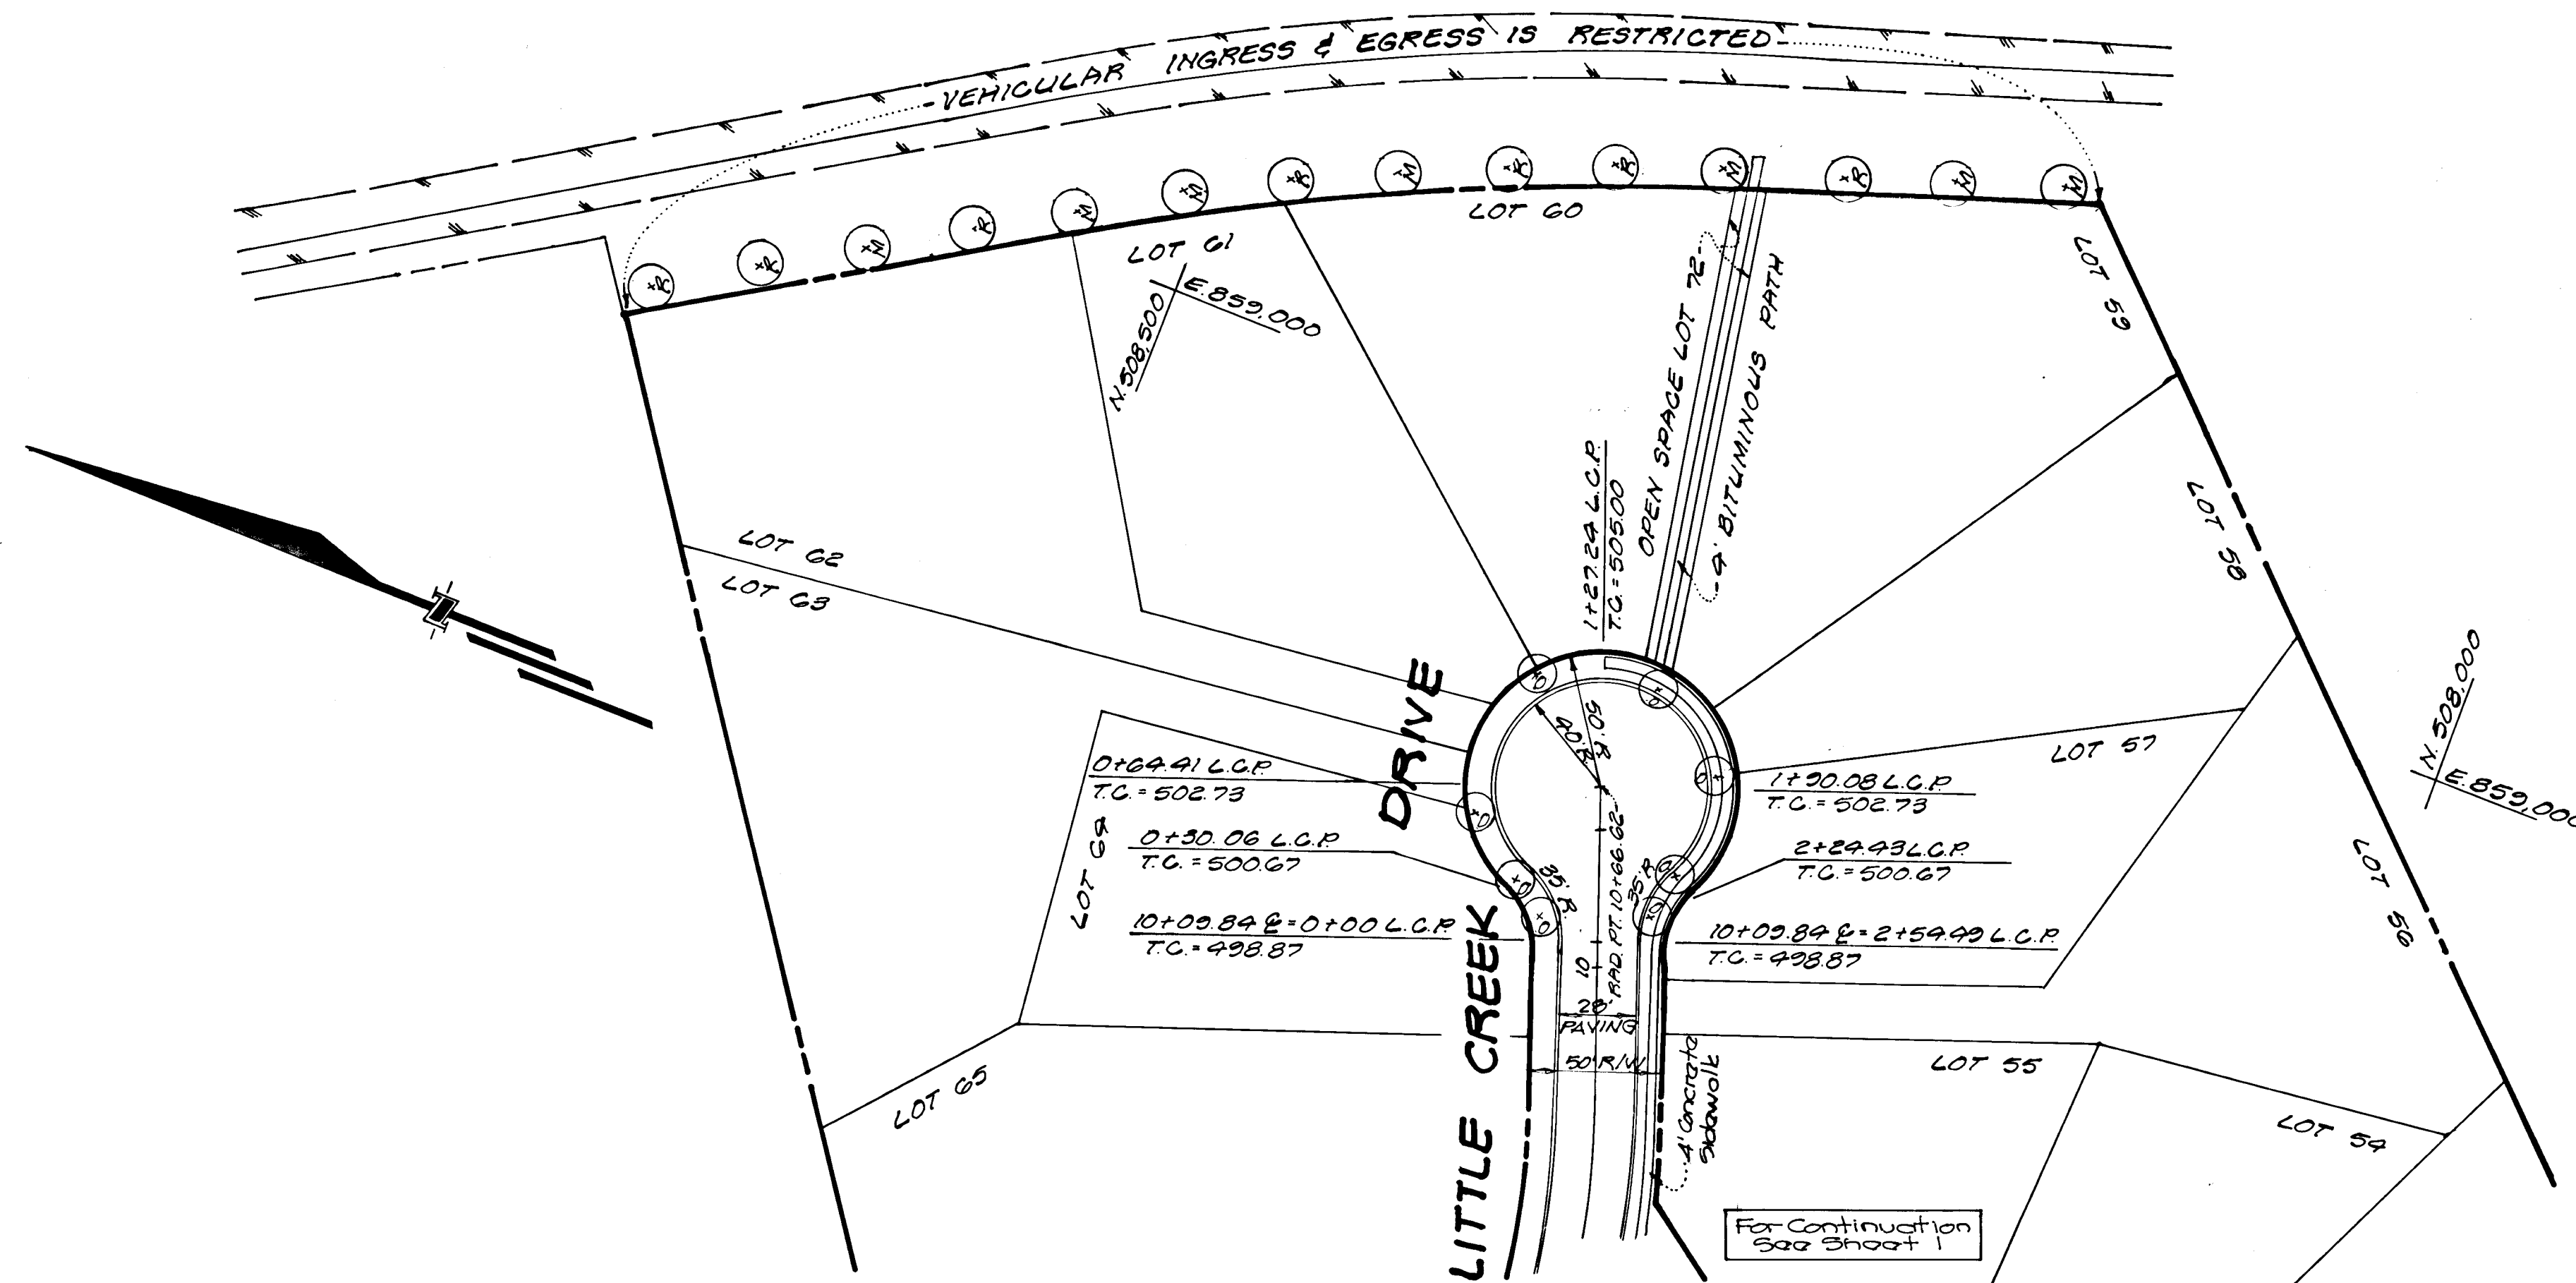 VEHICULAR INGRESS & EGRESS IS RESTRICTED
R
R
M
R
M
M
R
M
R
R
M
R
M
M
LOT 60
LOT 61
LOT 59
N. 508,500
E. 859,000
OPEN SPACE LOT 72
4' BITUMINOUS PATH
LOT 58
LOT 62
LOT 63
1+27.24 L.C.P.
T.C. = 505.00
DRIVE
50' R.
40' R.
LOT 57
N. 508,000
E. 859,000
0+64.41 L.C.P.
T.C. = 502.73
1+90.08 L.C.P.
T.C. = 502.73
LOT 64
0+30.06 L.C.P.
T.C. = 500.67
2+24.43 L.C.P.
T.C. = 500.67
35' R.
35' R
RAD. PT. 10+66.62
LOT 56
10+09.84 ℄ = 0+00 L.C.P.
T.C. = 498.87
10+09.84 ℄ = 2+54.49 L.C.P.
T.C. = 498.87
10
28'
PAVING
50' R/W
LITTLE CREEK
4' Concrete
Sidewalk
LOT 55
LOT 65
LOT 54
For Continuation
See Sheet 1